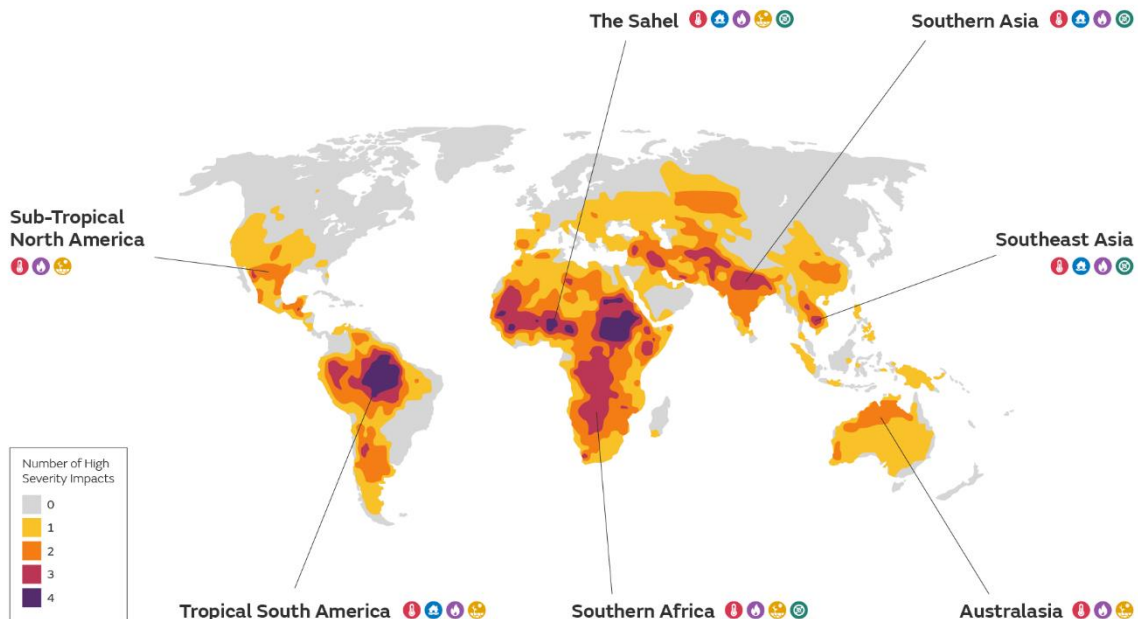 The Sahel
Southern Asia
Sub-Tropical
North America
Southeast Asia
Number of High
Severity Impacts
0
1
2
3
4
Tropical South America
Southern Africa
Australasia